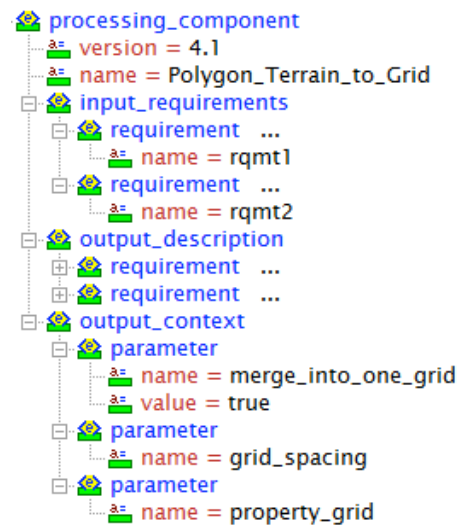 processing_component
version = 4.1
name = Polygon_Terrain_to_Grid
input_requirements
requirement ...
name = rqmt1
requirement ...
name = rqmt2
output_description
requirement ...
requirement ...
output_context
parameter
name = merge_into_one_grid
value = true
parameter
name = grid_spacing
parameter
name = property_grid